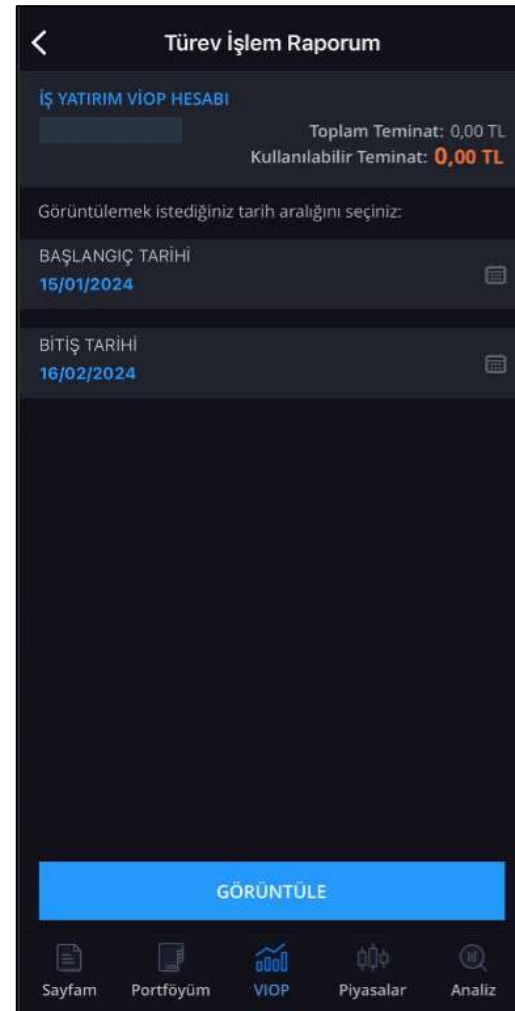 Türev İşlem Raporum
İŞ YATIRIM VİOP HESABI
Toplam Teminat: 0,00 TL
Kullanılabilir Teminat: 0,00 TL
Görüntülemek istediğiniz tarih aralığını seçiniz:
BAŞLANGIÇ TARİHİ
15/01/2024
BİTİŞ TARİHİ
16/02/2024
GÖRÜNTÜLE
Sayfam Portföyüm VIOP Piyasalar Analiz